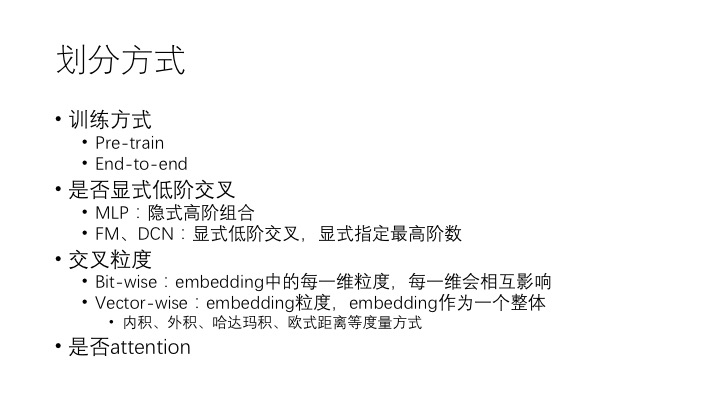 划分方式
• 训练方式
• Pre-train
• End-to-end
• 是否显式低阶交叉
• MLP：隐式高阶组合
• FM、DCN：显式低阶交叉，显式指定最高阶数
• 交叉粒度
• Bit-wise：embedding中的每一维粒度，每一维会相互影响
• Vector-wise：embedding粒度，embedding作为一个整体
• 内积、外积、哈达玛积、欧式距离等度量方式
• 是否attention